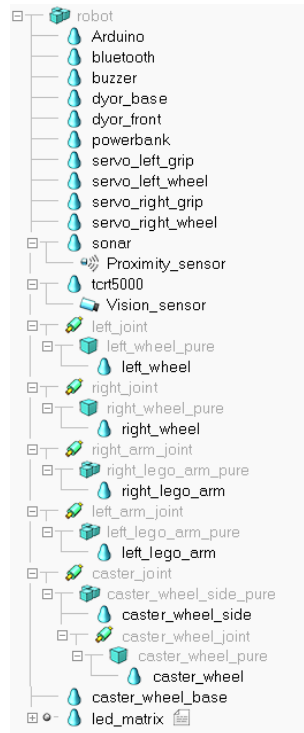 robot
Arduino
bluetooth
buzzer
dyor_base
dyor_front
powerbank
servo_left_grip
servo_left_wheel
servo_right_grip
servo_right_wheel
sonar
Proximity_sensor
tcrt5000
Vision_sensor
left_joint
left_wheel_pure
left_wheel
right_joint
right_wheel_pure
right_wheel
right_arm_joint
right_lego_arm_pure
right_lego_arm
left_arm_joint
left_lego_arm_pure
left_lego_arm
caster_joint
caster_wheel_side_pure
caster_wheel_side
caster_wheel_joint
caster_wheel_pure
caster_wheel
caster_wheel_base
led_matrix